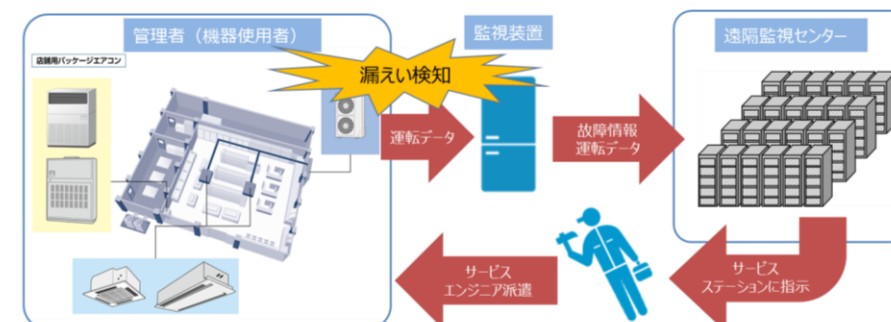 管理者（機器使用者）
監視装置
遠隔監視センター
店舗用パッケージエアコン
漏えい検知
運転データ
故障情報
運転データ
サービス
エンジニア派遣
サービス
ステーションに指示